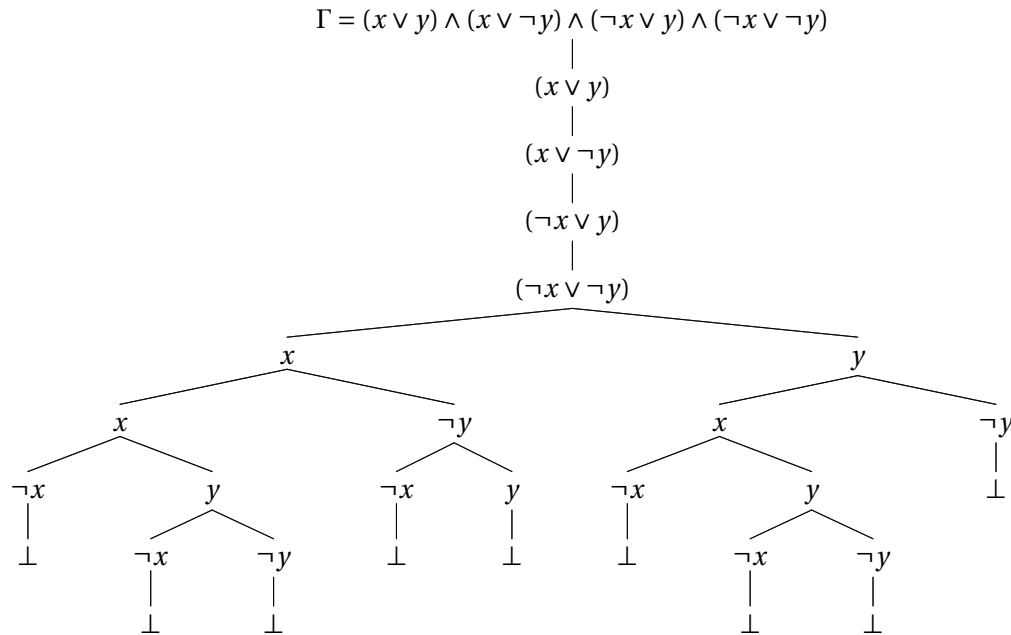 Γ = (x ∨ y) ∧ (x ∨ ¬y) ∧ (¬x ∨ y) ∧ (¬x ∨ ¬y)
(x ∨ y)
(x ∨ ¬y)
(¬x ∨ y)
(¬x ∨ ¬y)
x y
x ¬y x ¬y
¬x y ¬x y ¬x y ⊥
⊥ ¬x ¬y ⊥ ⊥ ⊥ ¬x ¬y
⊥ ⊥ ⊥ ⊥